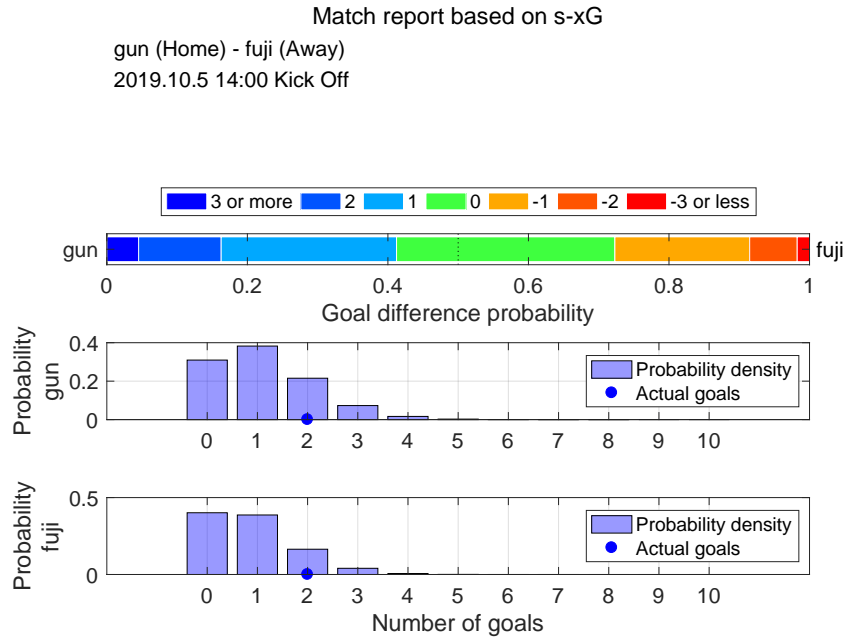 Match report based on s-xG
gun (Home) - fuji (Away)
2019.10.5 14:00 Kick Off
3 or more 2 1 0 -1 -2 -3 or less
gun fuji
0 0.2 0.4 0.6 0.8 1
Goal difference probability
Probability
gun
0.4
0.2
0
Probability density
Actual goals
0 1 2 3 4 5 6 7 8 9 10
Probability
fuji
0.5
0
Probability density
Actual goals
0 1 2 3 4 5 6 7 8 9 10
Number of goals